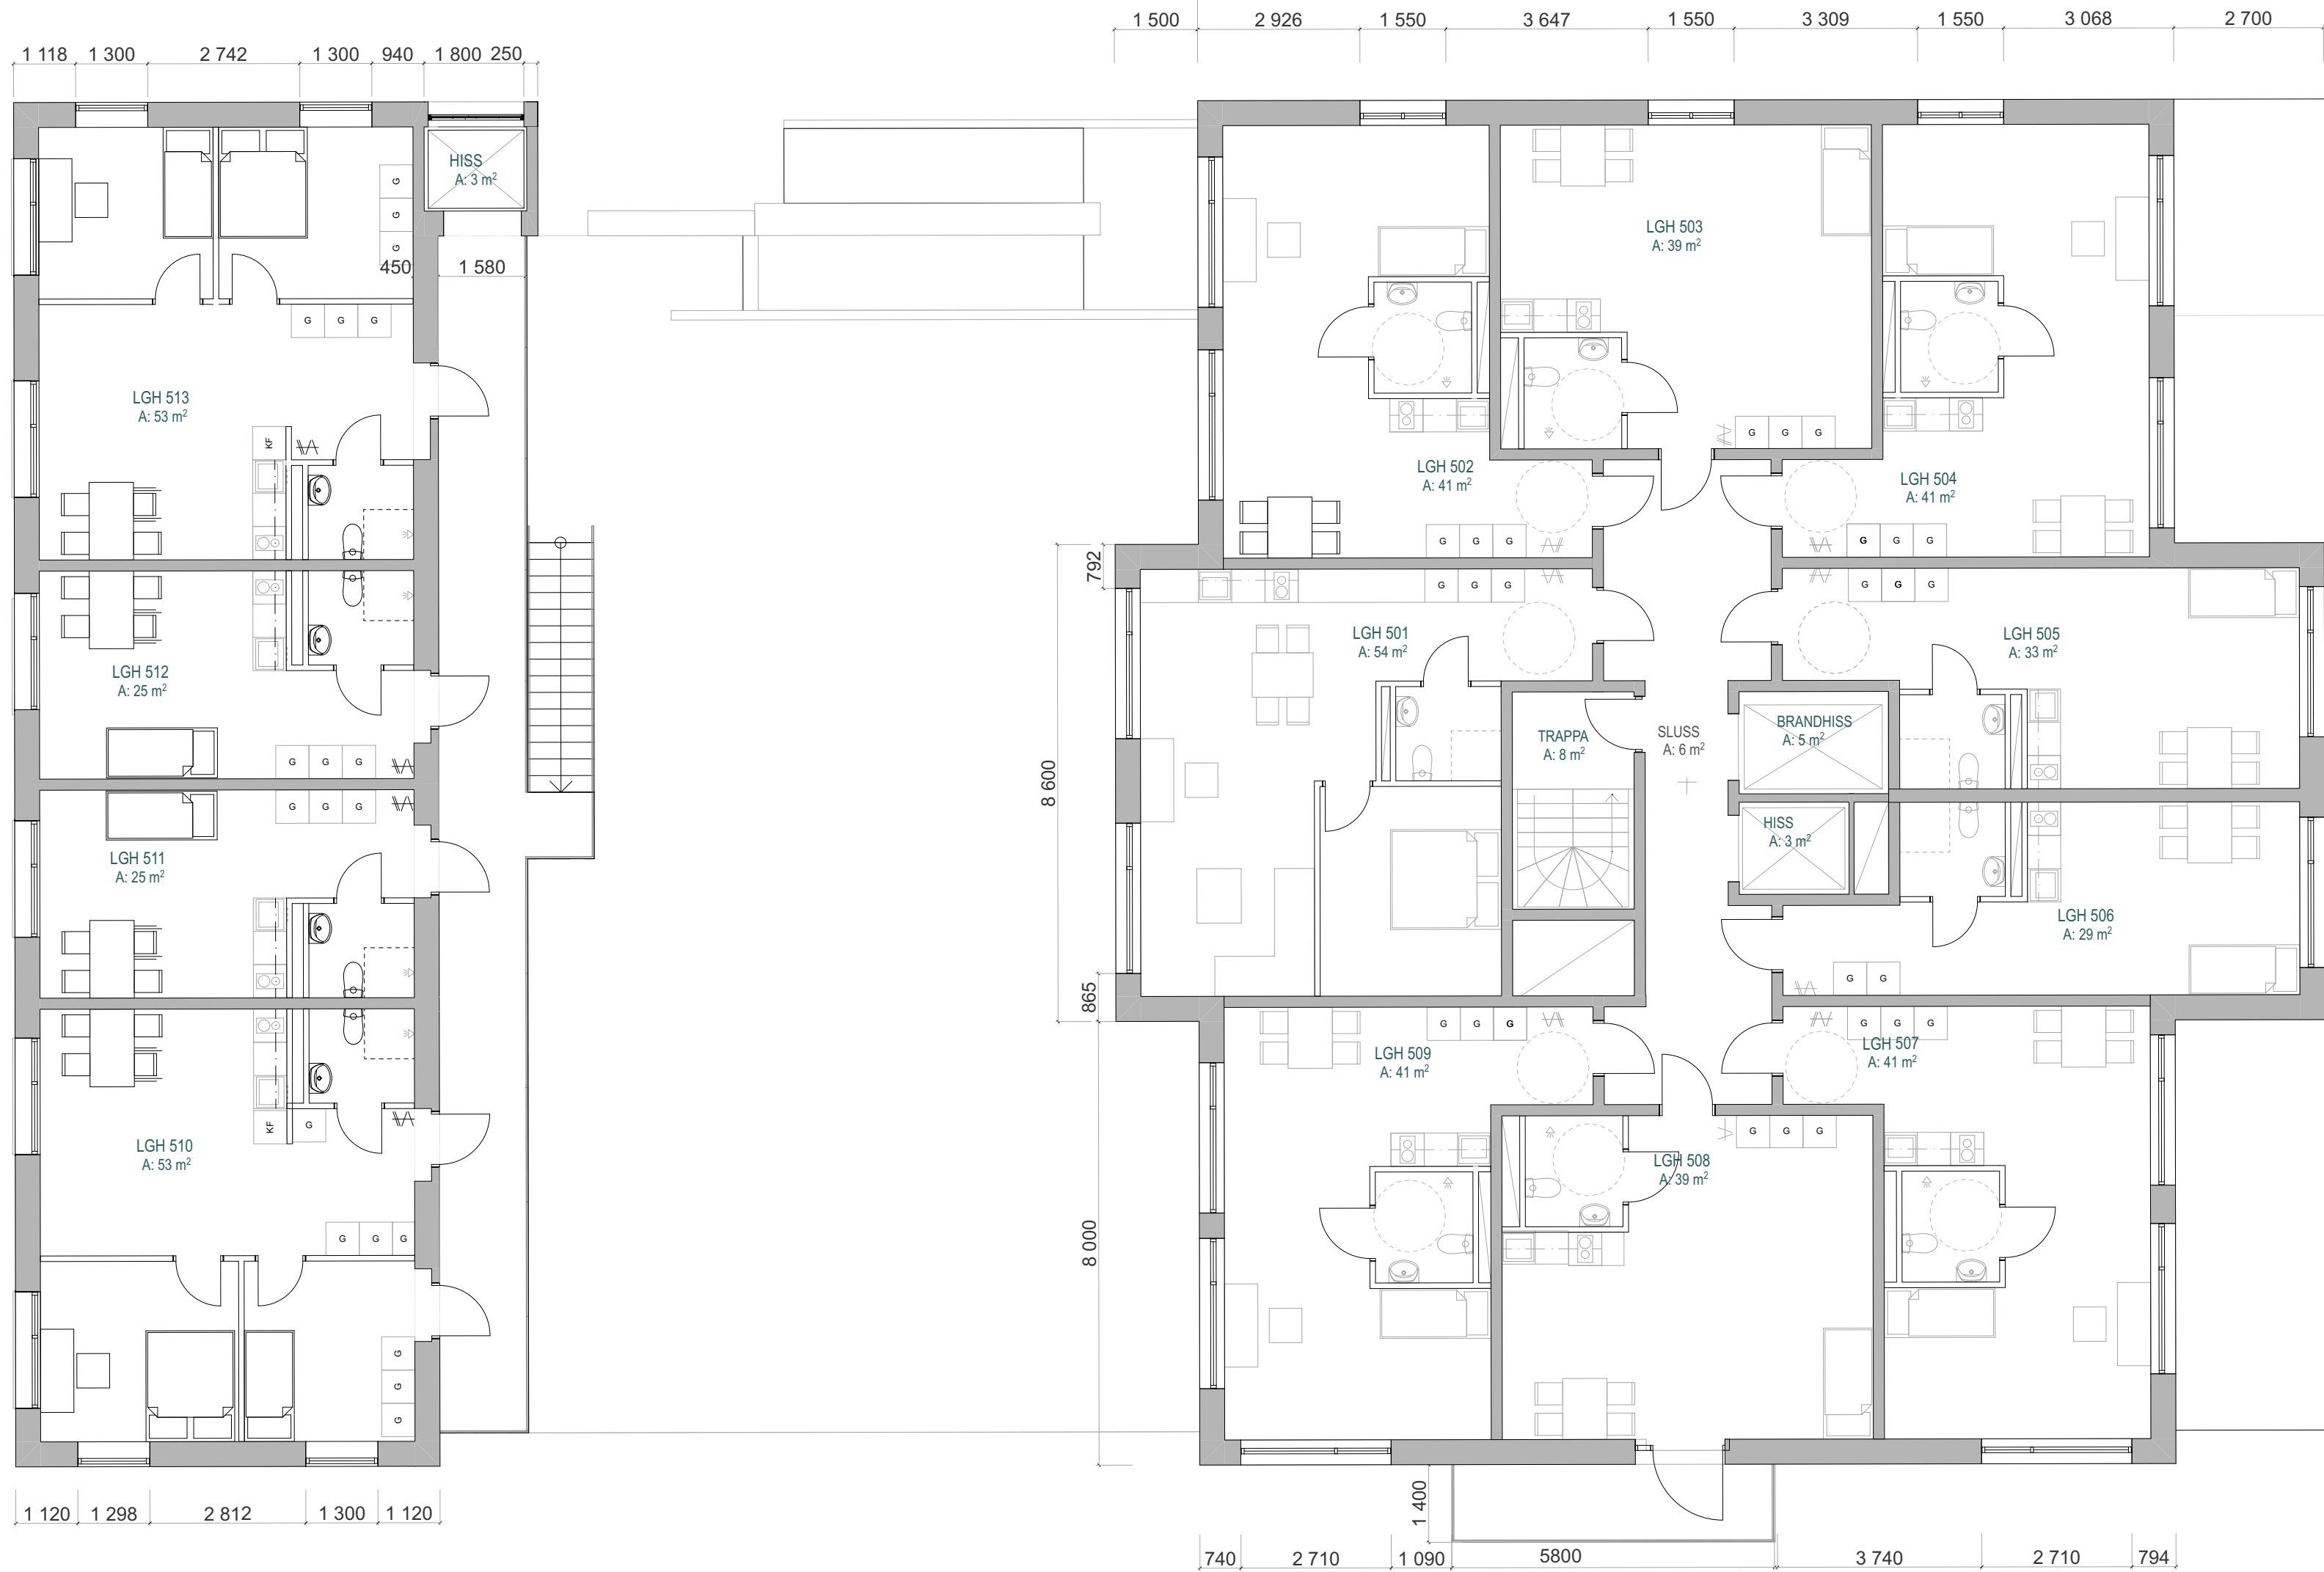 1 500 2 926 1 550 3 647 1 550 3 309 1 550 3 068 2 700
1 118 1 300 2 742 1 300 940 1 800 250
HISS
A: 3 m²
G
G
G
450 1 580
G G G
LGH 513
A: 53 m²
KF
LGH 512
A: 25 m²
G G G
G G G
LGH 511
A: 25 m²
KF
G
LGH 510
A: 53 m²
G G G
G
G
G
1 120 1 298 2 812 1 300 1 120
LGH 503
A: 39 m²
G G G
LGH 502
A: 41 m²
G G G
LGH 504
A: 41 m²
G G G
792
G G G
G G G
LGH 501
A: 54 m²
LGH 505
A: 33 m²
8 600
TRAPPA
A: 8 m²
SLUSS
A: 6 m²
BRANDHISS
A: 5 m²
HISS
A: 3 m²
LGH 506
A: 29 m²
G G
865
G G G
G G G
LGH 509
A: 41 m²
LGH 507
A: 41 m²
G G G
LGH 508
A: 39 m²
8 000
1 400
740 2 710 1 090 5800 3 740 2 710 794